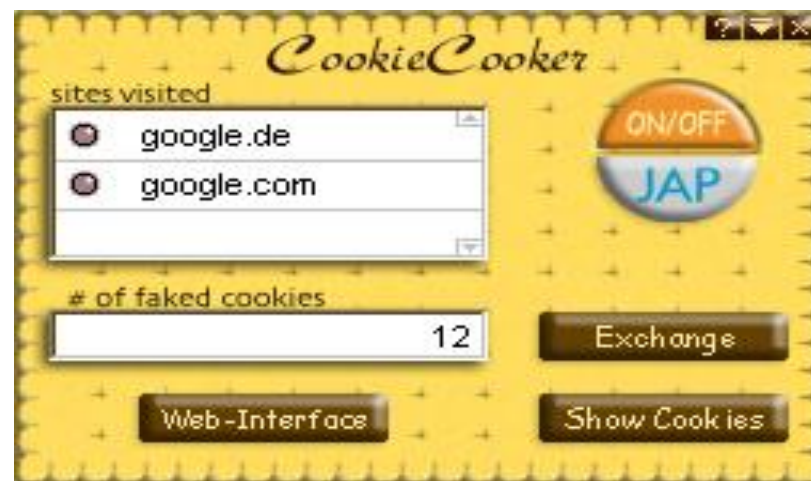 CookieCooker
?
sites visited
google.de
google.com
ON/OFF
JAP
# of faked cookies
12
Exchange
Web-Interface
Show Cookies